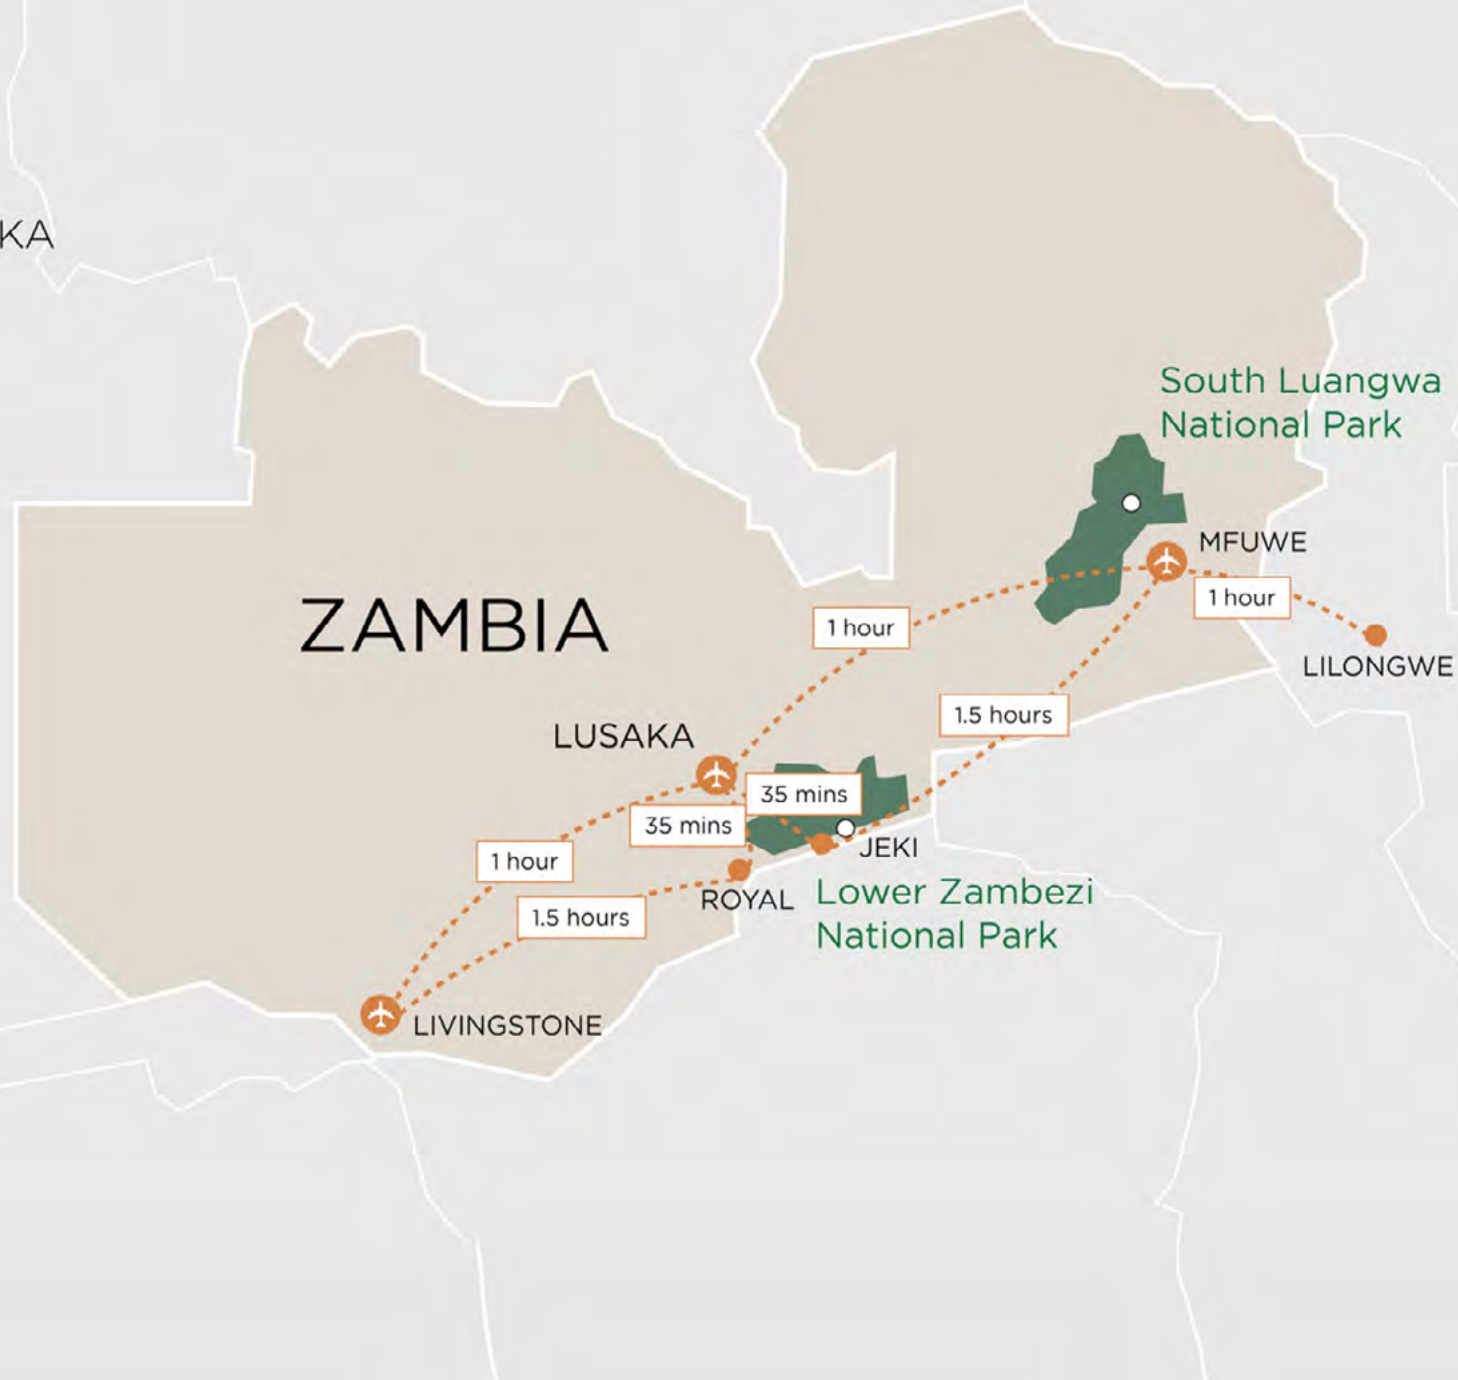 KA
South Luangwa
National Park
MFUWE
1 hour
1 hour
ZAMBIA
LILONGWE
1.5 hours
LUSAKA
35 mins
35 mins
JEKI
1 hour
ROYAL
Lower Zambezi
National Park
1.5 hours
LIVINGSTONE